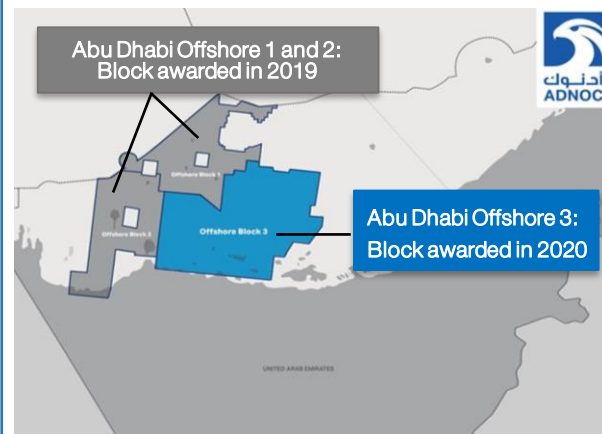 Abu Dhabi Offshore 1 and 2:
Block awarded in 2019
أدنوك
ADNOC
Offshore Block 1
Offshore Block 2
Offshore Block 3
Abu Dhabi Offshore 3:
Block awarded in 2020
UNITED ARAB EMIRATES